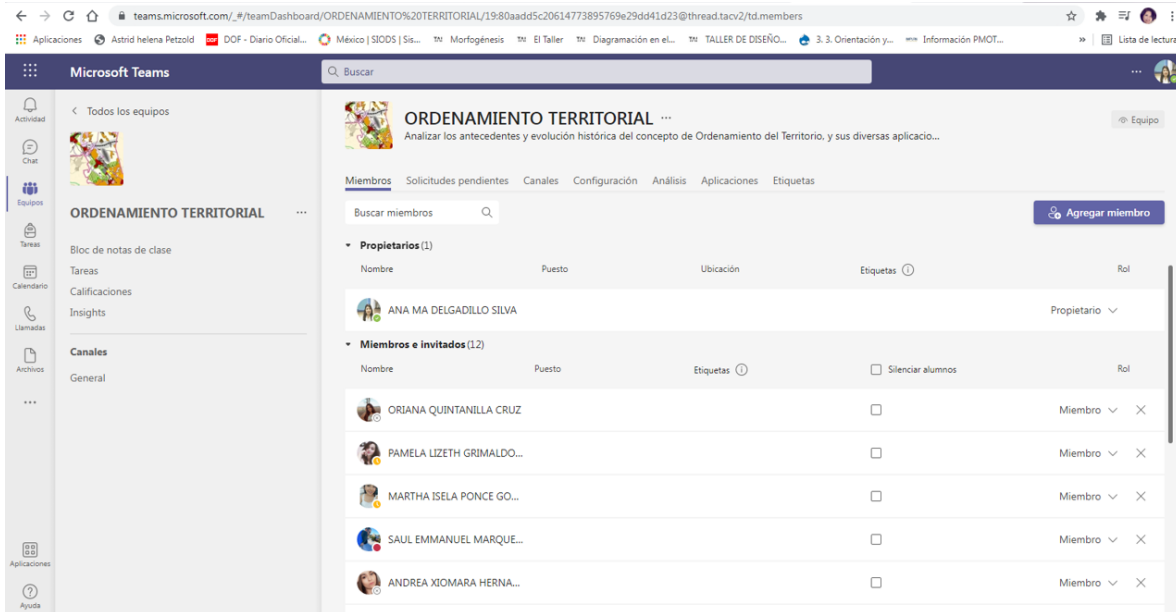 teams.microsoft.com/_#/teamDashboard/ORDENAMIENTO%20TERRITORIAL/19:80aadd5c20614773895769e29dd41d23@thread.tacv2/td.members
Aplicaciones Astrid helena Petzold DOF - Diario Oficial... México | SIODS | Sis... Morfogénesis El Taller Diagramación en el... TALLER DE DISEÑO... 3. 3. Orientación y... Información PMOT... » Lista de lectura
Microsoft Teams
Buscar
Actividad
Chat
Equipos
Tareas
Calendario
Llamadas
Archivos
Aplicaciones
Ayuda
< Todos los equipos
ORDENAMIENTO TERRITORIAL ...
Bloc de notas de clase
Tareas
Calificaciones
Insights
Canales
General
ORDENAMIENTO TERRITORIAL ...
Equipo
Analizar los antecedentes y evolución histórica del concepto de Ordenamiento del Territorio, y sus diversas aplicacio...
Miembros Solicitudes pendientes Canales Configuración Análisis Aplicaciones Etiquetas
Buscar miembros
Agregar miembro
Propietarios (1)
Nombre Puesto Ubicación Etiquetas Rol
ANA MA DELGADILLO SILVA Propietario
Miembros e invitados (12)
Nombre Puesto Etiquetas Silenciar alumnos Rol
ORIANA QUINTANILLA CRUZ Miembro
PAMELA LIZETH GRIMALDO... Miembro
MARTHA ISELA PONCE GO... Miembro
SAUL EMMANUEL MARQUE... Miembro
ANDREA XIOMARA HERNA... Miembro